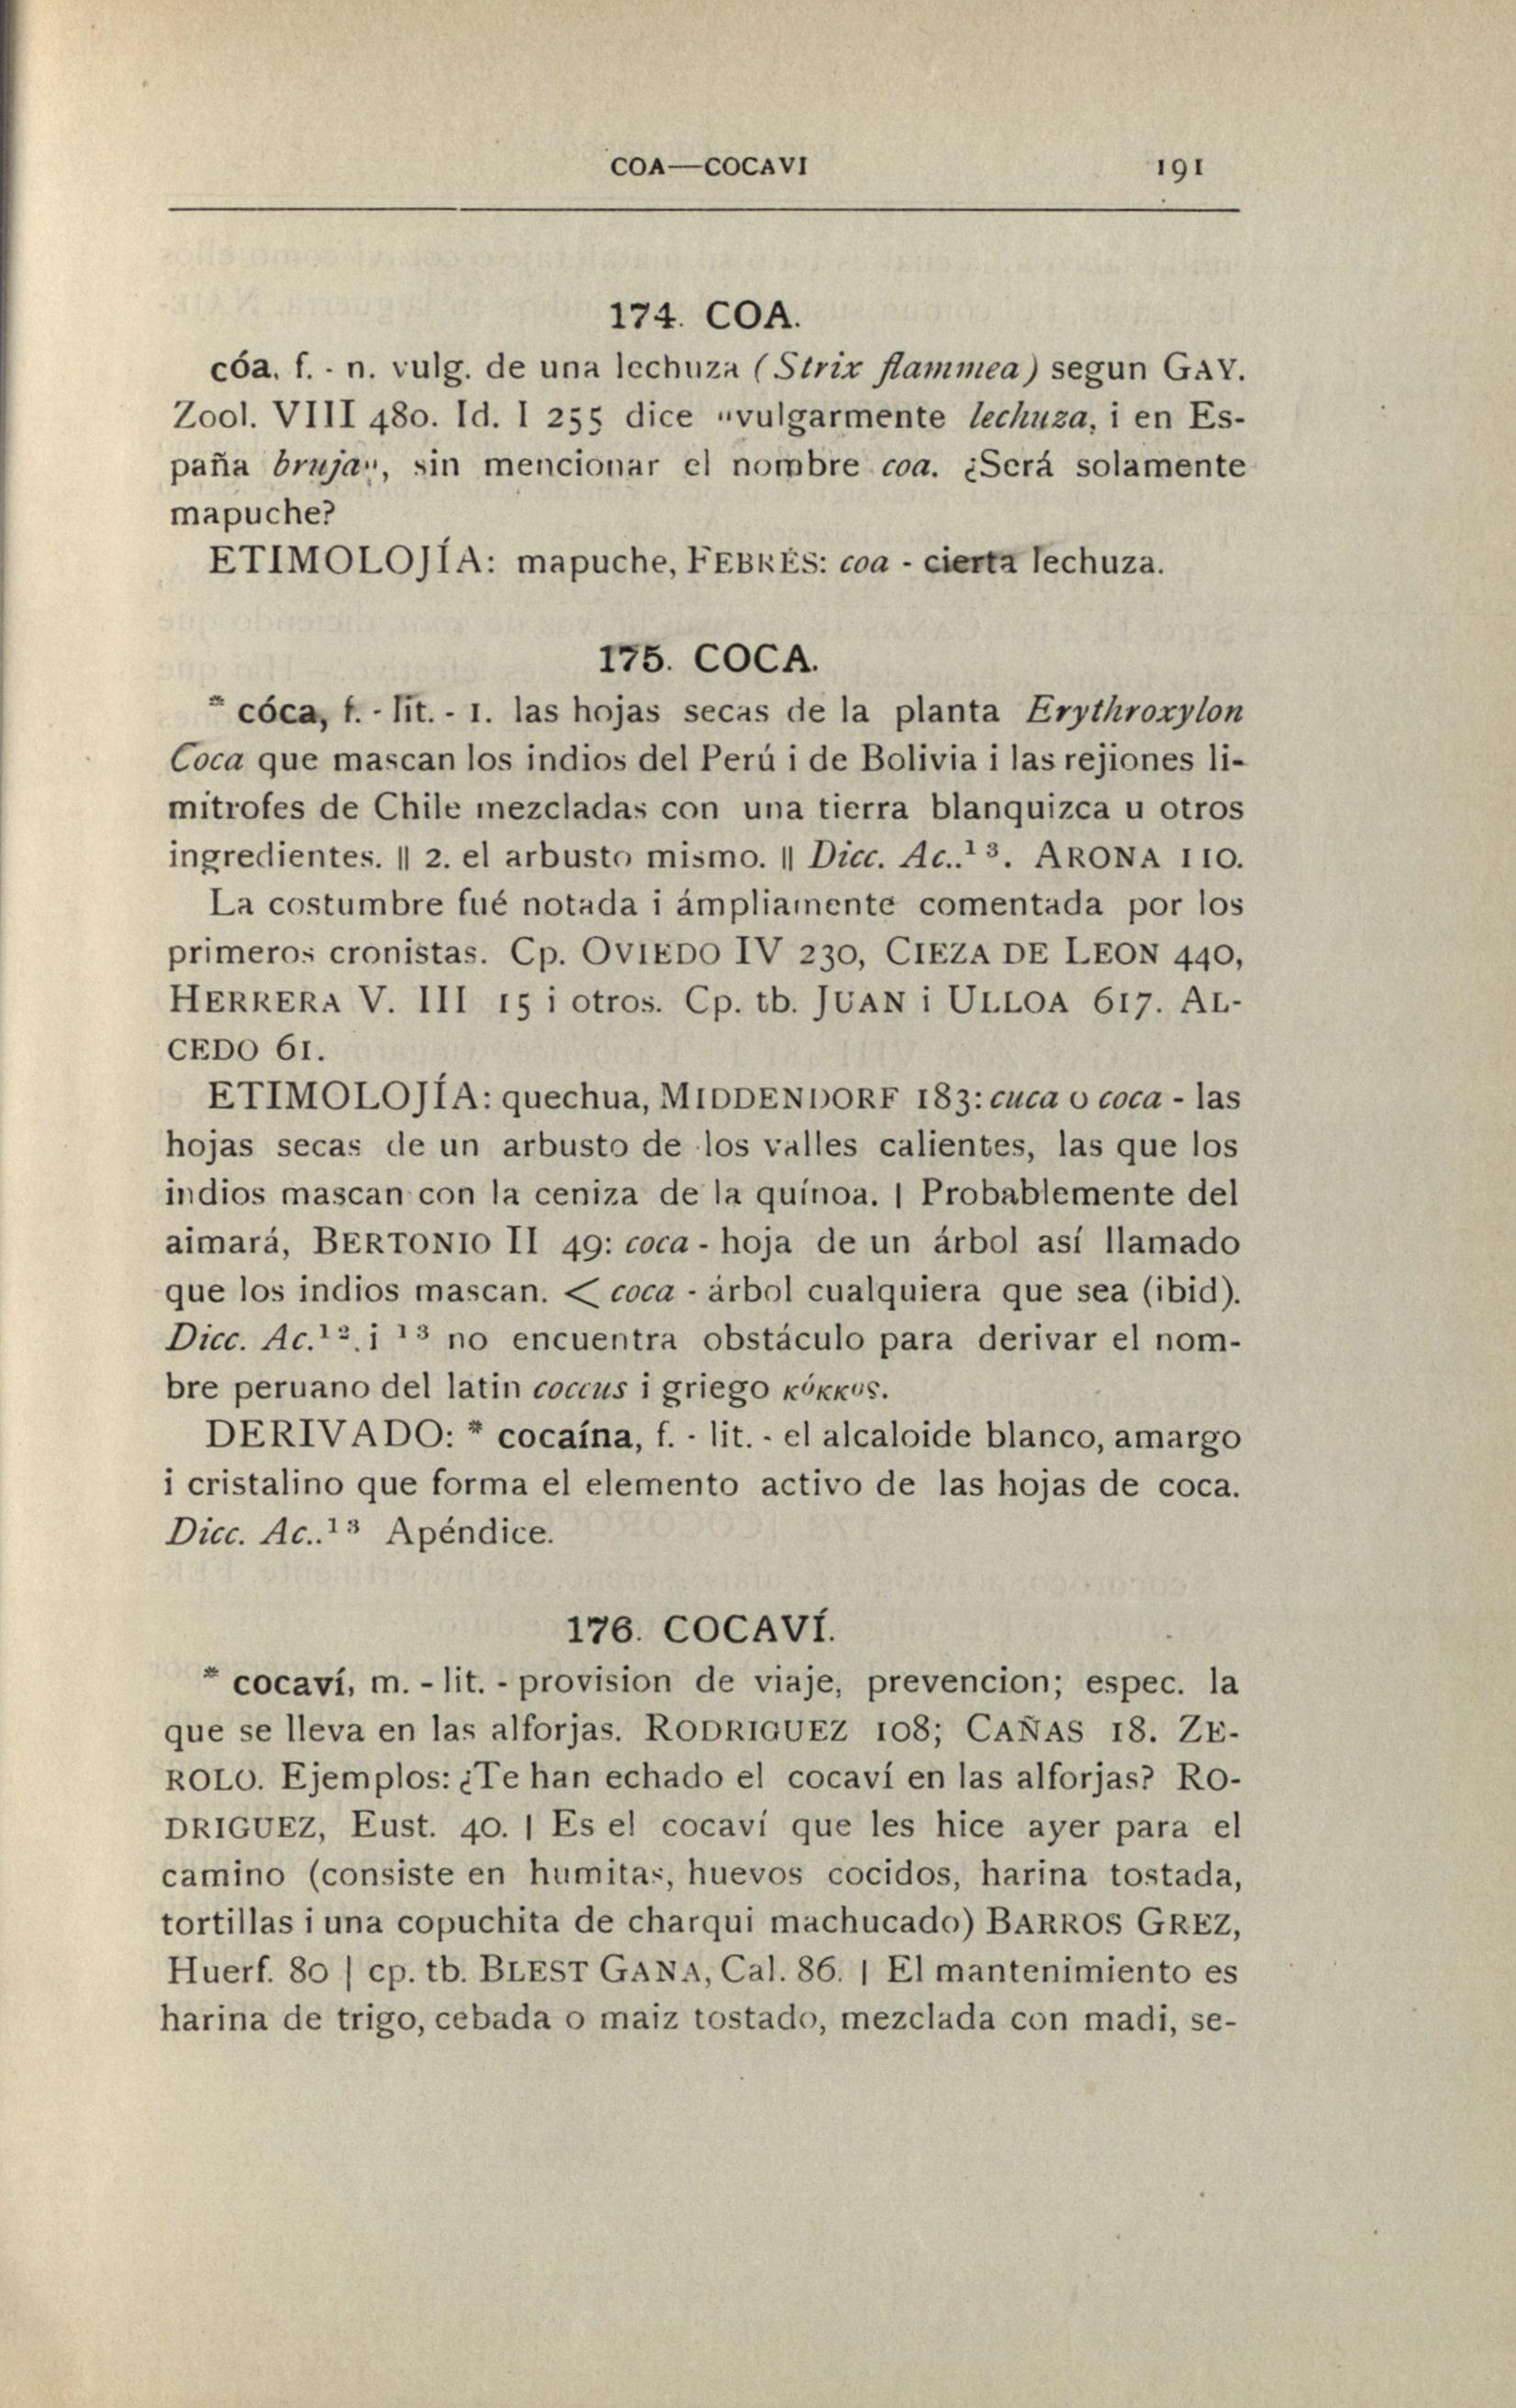 COA—COCAVI 191
174. COA.
cóa, f. - n. vulg. de una lechuza (Strix flammea) segun GAY.
Zool. VIII 480. Id. I 255 dice "vulgarmente lechuza, i en Es-
paña bruja", sin mencionar el nombre coa. ¿Será solamente
mapuche?
ETIMOLOJÍA: mapuche, FEBRÉS: coa - cierta lechuza.
175. COCA.
* cóca, f. - lit. - 1. las hojas secas de la planta Erythroxylon
Coca que mascan los indios del Perú i de Bolivia i las rejiones li-
mitrofes de Chile mezcladas con una tierra blanquizca u otros
ingredientes. || 2. el arbusto mismo. || Dicc. Ac..¹³. ARONA 110.
La costumbre fué notada i ámpliamente comentada por los
primeros cronistas. Cp. OVIEDO IV 230, CIEZA DE LEON 440,
HERRERA V. III 15 i otros. Cp. tb. JUAN i ULLOA 617. AL-
CEDO 61.
ETIMOLOJÍA: quechua, MIDDENDORF 183: cuca o coca - las
hojas secas de un arbusto de los valles calientes, las que los
indios mascan con la ceniza de la quínoa. | Probablemente del
aimará, BERTONIO II 49: coca - hoja de un árbol así llamado
que los indios mascan. < coca - árbol cualquiera que sea (ibid).
Dicc. Ac.¹². i ¹³ no encuentra obstáculo para derivar el nom-
bre peruano del latin coccus i griego κόκκος.
DERIVADO: * cocaína, f. - lit. - el alcaloide blanco, amargo
i cristalino que forma el elemento activo de las hojas de coca.
Dicc. Ac..¹³ Apéndice.
176. COCAVÍ.
* cocaví, m. - lit. - provision de viaje, prevencion; espec. la
que se lleva en las alforjas. RODRIGUEZ 108; CAÑAS 18. ZE-
ROLO. Ejemplos: ¿Te han echado el cocaví en las alforjas? RO-
DRIGUEZ, Eust. 40. | Es el cocaví que les hice ayer para el
camino (consiste en humitas, huevos cocidos, harina tostada,
tortillas i una copuchita de charqui machucado) BARROS GREZ,
Huerf. 80 | cp. tb. BLEST GANA, Cal. 86. | El mantenimiento es
harina de trigo, cebada o maiz tostado, mezclada con madi, se-